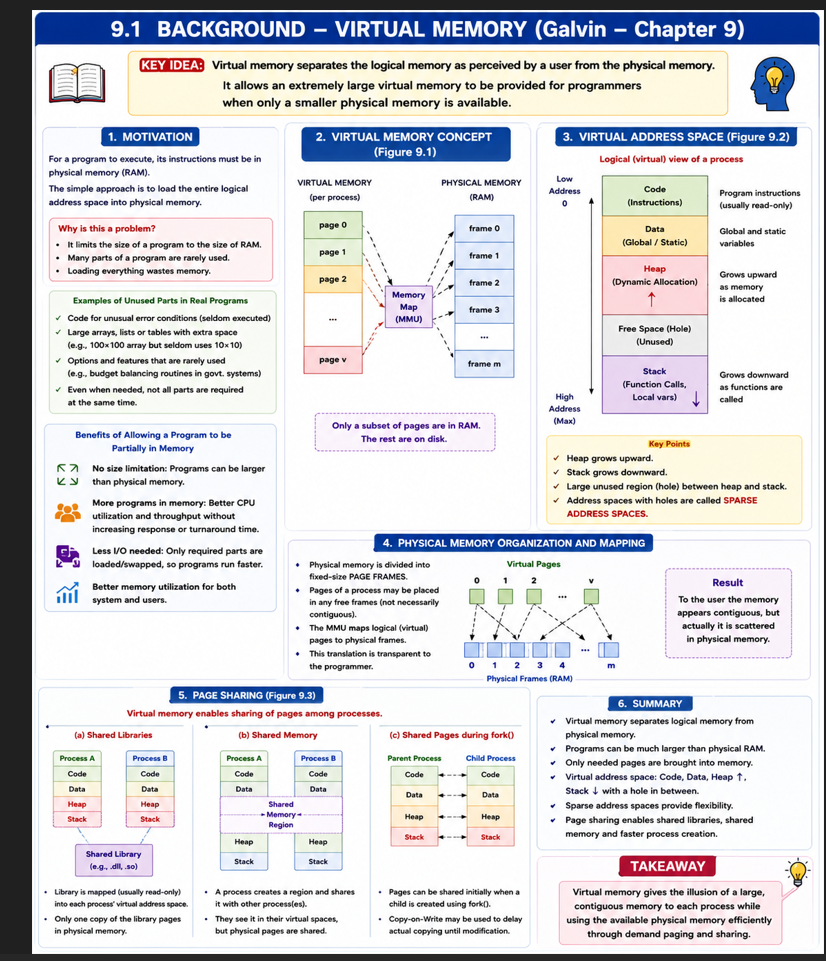 9.1 BACKGROUND – VIRTUAL MEMORY (Galvin – Chapter 9)
KEY IDEA: Virtual memory separates the logical memory as perceived by a user from the physical memory.
It allows an extremely large virtual memory to be provided for programmers
when only a smaller physical memory is available.
1. MOTIVATION
For a program to execute, its instructions must be in
physical memory (RAM).
The simple approach is to load the entire logical
address space into physical memory.
Why is this a problem?
• It limits the size of a program to the size of RAM.
• Many parts of a program are rarely used.
• Loading everything wastes memory.
Examples of Unused Parts in Real Programs
✓ Code for unusual error conditions (seldom executed)
✓ Large arrays, lists or tables with extra space
(e.g., 100×100 array but seldom uses 10×10)
✓ Options and features that are rarely used
(e.g., budget balancing routines in govt. systems)
✓ Even when needed, not all parts are required
at the same time.
Benefits of Allowing a Program to be
Partially in Memory
No size limitation: Programs can be larger
than physical memory.
More programs in memory: Better CPU
utilization and throughput without
increasing response or turnaround time.
Less I/O needed: Only required parts are
loaded/swapped, so programs run faster.
Better memory utilization for both
system and users.
2. VIRTUAL MEMORY CONCEPT
(Figure 9.1)
VIRTUAL MEMORY
(per process)
PHYSICAL MEMORY
(RAM)
page 0
page 1
page 2
...
page v
Memory
Map
(MMU)
frame 0
frame 1
frame 2
frame 3
...
frame m
Only a subset of pages are in RAM.
The rest are on disk.
3. VIRTUAL ADDRESS SPACE (Figure 9.2)
Logical (virtual) view of a process
Low
Address
0
Code
(Instructions)
Program instructions
(usually read-only)
Data
(Global / Static)
Global and static
variables
Heap
(Dynamic Allocation)
↑
Grows upward
as memory
is allocated
Free Space (Hole)
(Unused)
Stack
(Function Calls,
Local vars) ↓
Grows downward
as functions are
called
High
Address
(Max)
Key Points
✓ Heap grows upward.
✓ Stack grows downward.
✓ Large unused region (hole) between heap and stack.
✓ Address spaces with holes are called SPARSE
ADDRESS SPACES.
4. PHYSICAL MEMORY ORGANIZATION AND MAPPING
• Physical memory is divided into
fixed-size PAGE FRAMES.
• Pages of a process may be placed
in any free frames (not necessarily
contiguous).
• The MMU maps logical (virtual)
pages to physical frames.
• This translation is transparent to
the programmer.
Virtual Pages
0 1 2 ... v
...
0 1 2 3 4 m
Physical Frames (RAM)
Result
To the user the memory
appears contiguous, but
actually it is scattered
in physical memory.
5. PAGE SHARING (Figure 9.3)
Virtual memory enables sharing of pages among processes.
(a) Shared Libraries
Process A Process B
Code Code
Data Data
Heap Heap
Stack Stack
Shared Library
(e.g., .dll, .so)
• Library is mapped (usually read-only)
into each process' virtual address space.
• Only one copy of the library pages
in physical memory.
(b) Shared Memory
Process A Process B
Code Code
Data Data
Shared
Memory
Region
Heap Heap
Stack Stack
• A process creates a region and shares
it with other process(es).
• They see it in their virtual spaces,
but physical pages are shared.
(c) Shared Pages during fork()
Parent Process Child Process
Code Code
Data Data
Heap Heap
Stack Stack
• Pages can be shared initially when a
child is created using fork().
• Copy-on-Write may be used to delay
actual copying until modification.
6. SUMMARY
✓ Virtual memory separates logical memory from
physical memory.
✓ Programs can be much larger than physical RAM.
✓ Only needed pages are brought into memory.
✓ Virtual address space: Code, Data, Heap ↑,
Stack ↓ with a hole in between.
✓ Sparse address spaces provide flexibility.
✓ Page sharing enables shared libraries, shared
memory and faster process creation.
TAKEAWAY
Virtual memory gives the illusion of a large,
contiguous memory to each process while
using the available physical memory efficiently
through demand paging and sharing.